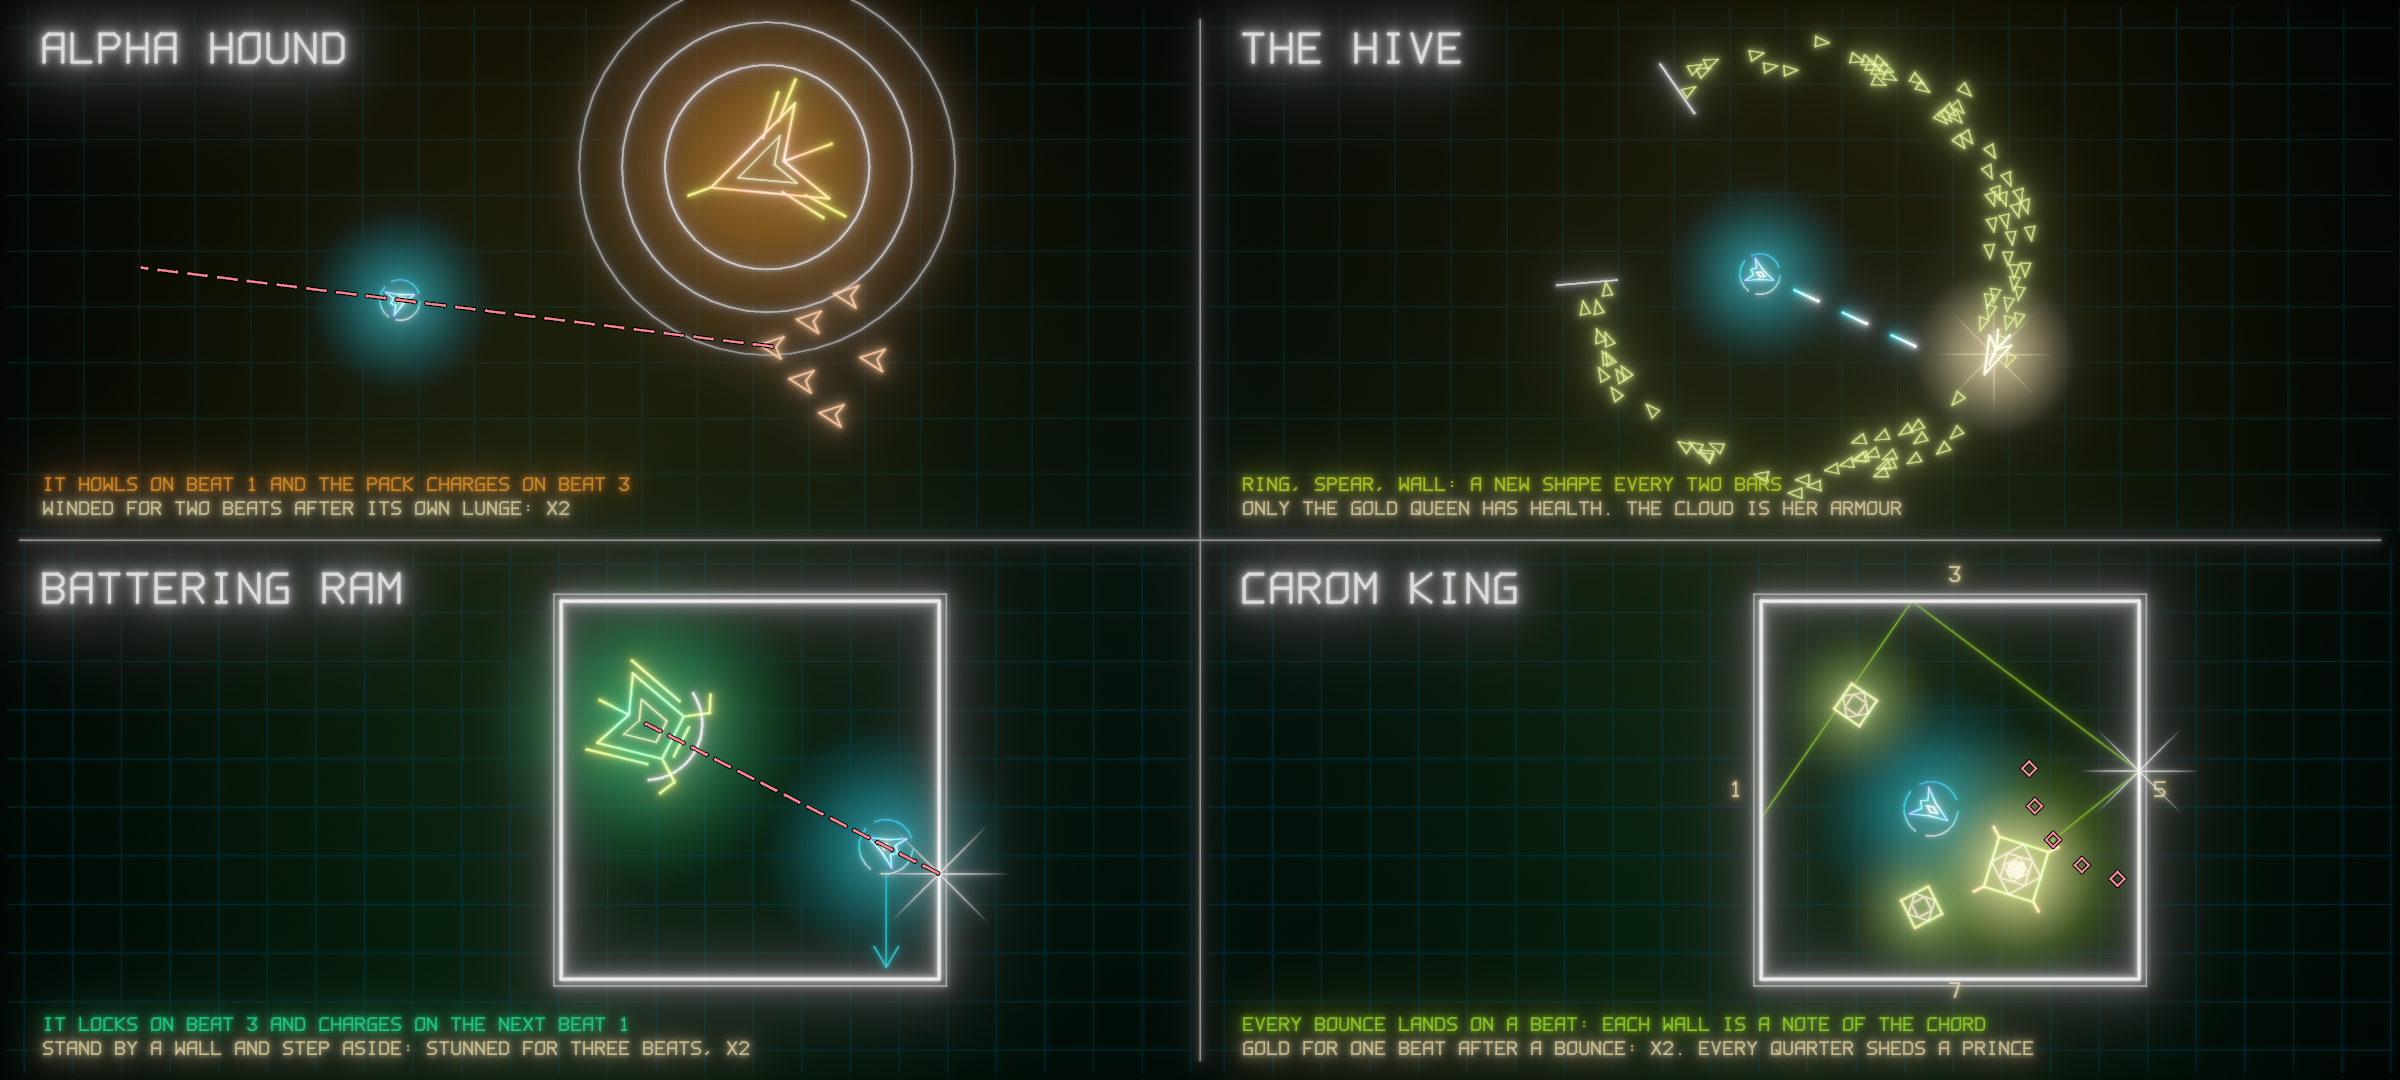 ALPHA HOUND
IT HOWLS ON BEAT 1 AND THE PACK CHARGES ON BEAT 3
WINDED FOR TWO BEATS AFTER ITS OWN LUNGE: X2
THE HIVE
RING, SPEAR, WALL: A NEW SHAPE EVERY TWO BARS
ONLY THE GOLD QUEEN HAS HEALTH. THE CLOUD IS HER ARMOUR
BATTERING RAM
IT LOCKS ON BEAT 3 AND CHARGES ON THE NEXT BEAT 1
STAND BY A WALL AND STEP ASIDE: STUNNED FOR THREE BEATS, X2
CAROM KING
3
1
5
7
EVERY BOUNCE LANDS ON A BEAT: EACH WALL IS A NOTE OF THE CHORD
GOLD FOR ONE BEAT AFTER A BOUNCE: X2. EVERY QUARTER SHEDS A PRINCE